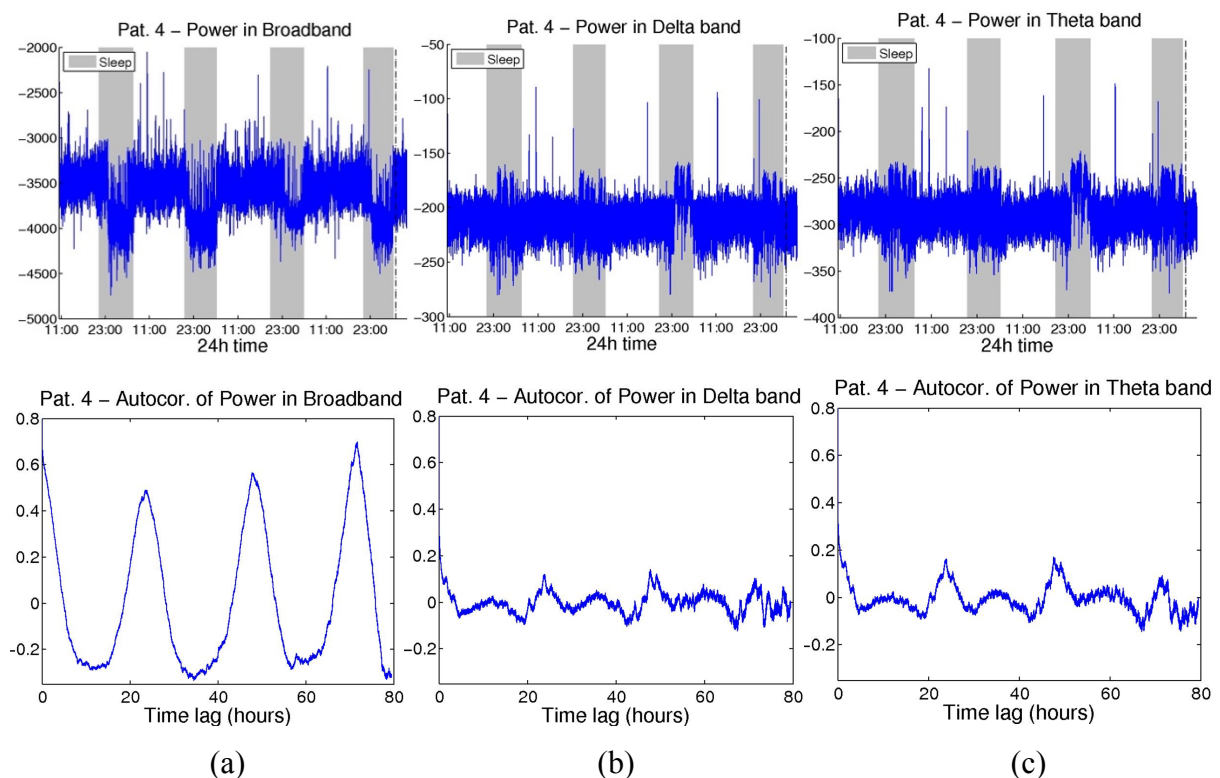 Pat. 4 – Power in Broadband
−2000
−2500
−3000
−3500
−4000
−4500
−5000
Sleep
11:00 23:00 11:00 23:00 11:00 23:00 11:00 23:00
24h time
Pat. 4 – Power in Delta band
−50
−100
−150
−200
−250
−300
Sleep
11:00 23:00 11:00 23:00 11:00 23:00 11:00 23:00
24h time
Pat. 4 – Power in Theta band
−100
−150
−200
−250
−300
−350
−400
Sleep
11:00 23:00 11:00 23:00 11:00 23:00 11:00 23:00
24h time
Pat. 4 – Autocor. of Power in Broadband
0.8
0.6
0.4
0.2
0
−0.2
0 20 40 60 80
Time lag (hours)
Pat. 4 – Autocor. of Power in Delta band
0.8
0.6
0.4
0.2
0
−0.2
0 20 40 60 80
Time lag (hours)
Pat. 4 – Autocor. of Power in Theta band
0.8
0.6
0.4
0.2
0
−0.2
0 20 40 60 80
Time lag (hours)
(a) (b) (c)